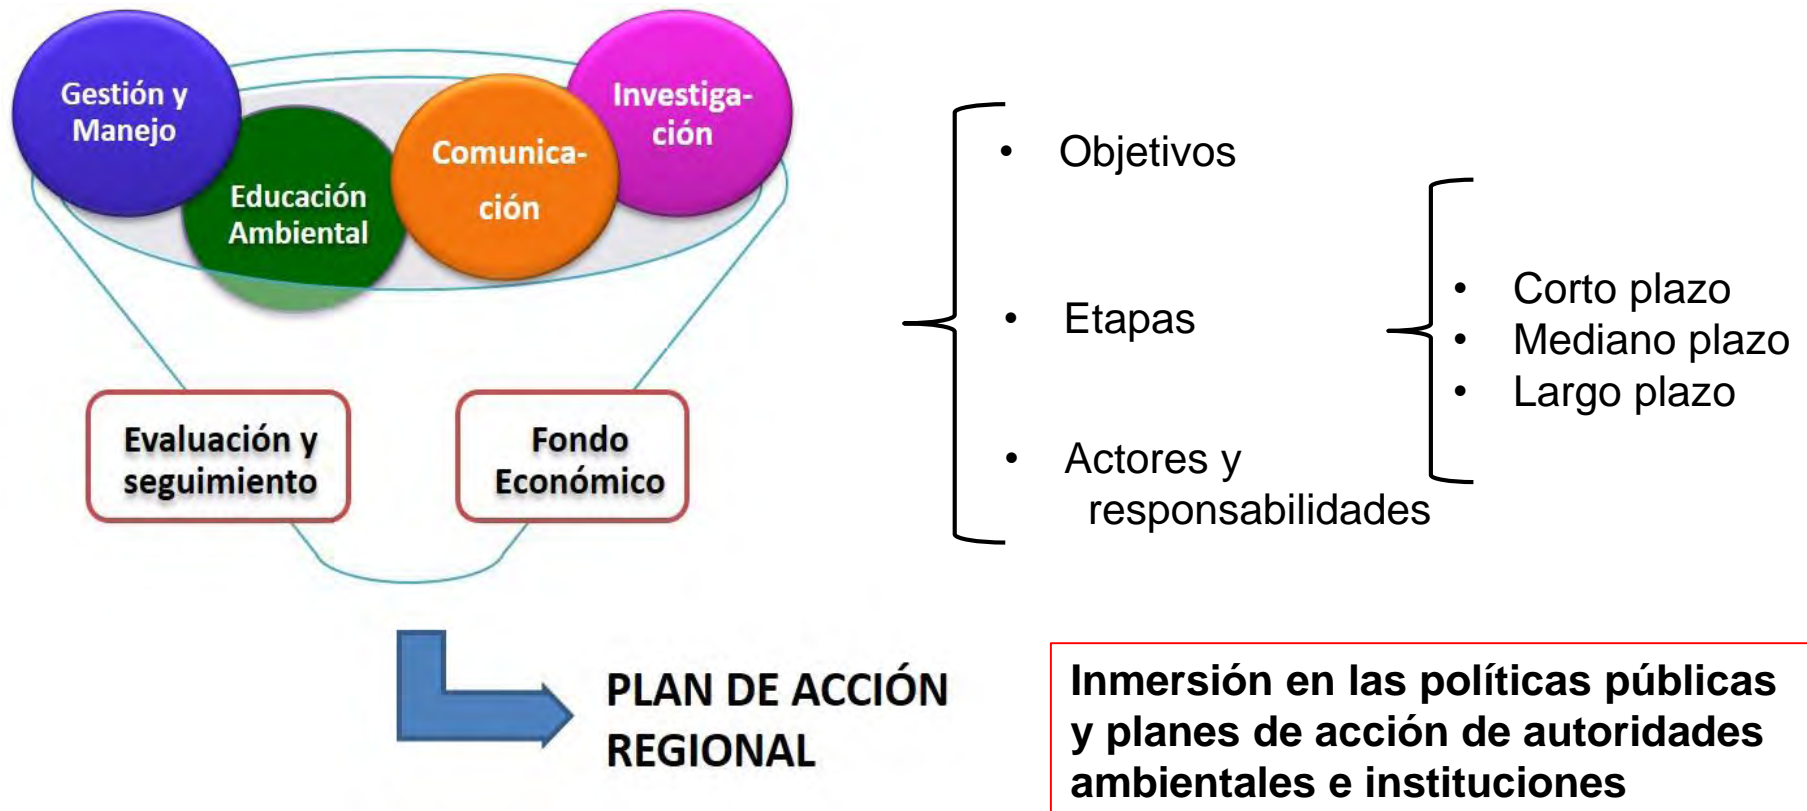 Gestión y
Manejo
Educación
Ambiental
Comunica-
ción
Investiga-
ción
Evaluación y
seguimiento
Fondo
Económico
PLAN DE ACCIÓN
REGIONAL
• Objetivos
• Etapas
• Actores y
responsabilidades
• Corto plazo
• Mediano plazo
• Largo plazo
Inmersión en las políticas públicas
y planes de acción de autoridades
ambientales e instituciones